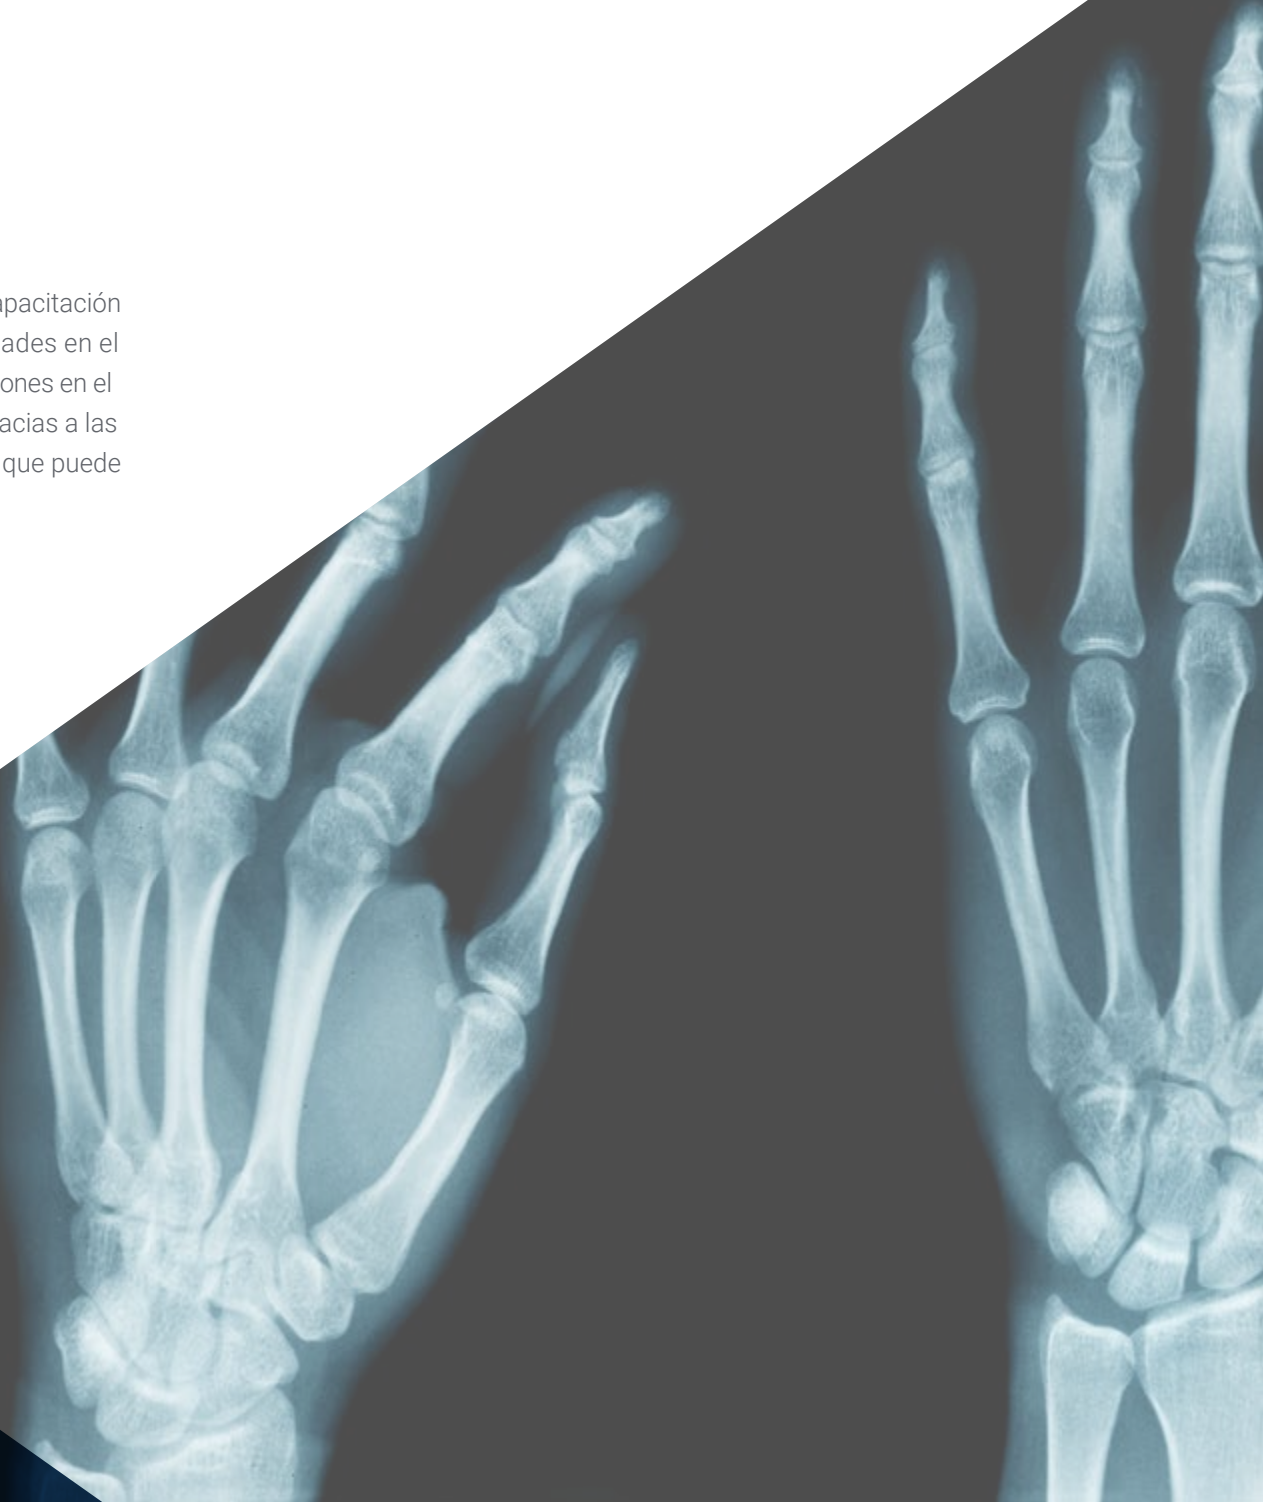 apacitación
ades en el
ones en el
acias a las
que puede